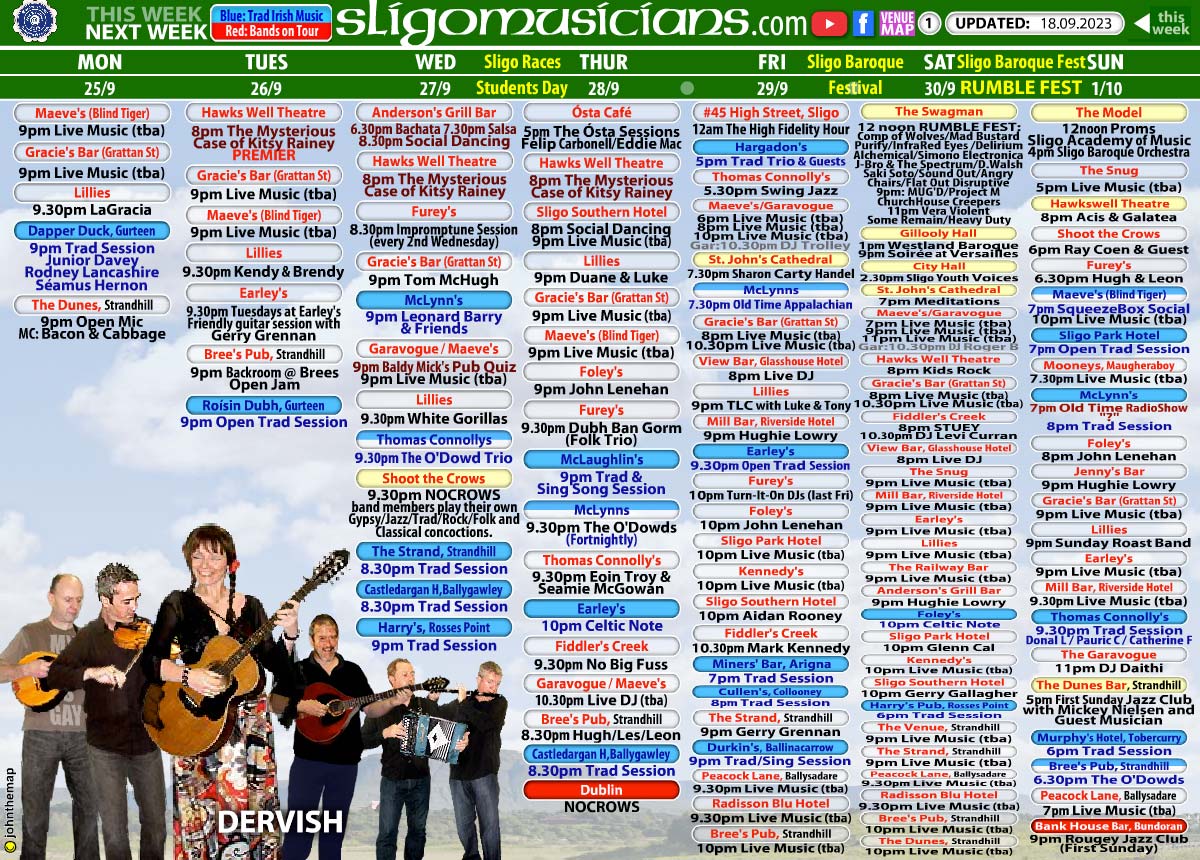 THIS WEEK
NEXT WEEK
Blue: Trad Irish Music
Red: Bands on Tour
sligomusicians.com
VENUE
MAP
1
UPDATED: 18.09.2023
this
week
MON
TUES
WED
Sligo Races
THUR
FRI
Sligo Baroque
SAT
Sligo Baroque Fest
SUN
25/9
26/9
27/9
Students Day
28/9
29/9
Festival
30/9
RUMBLE FEST
1/10
Maeve's (Blind Tiger)
9pm Live Music (tba)
Gracie's Bar (Grattan St)
9pm Live Music (tba)
Lillies
9.30pm LaGracia
Dapper Duck, Gurteen
9pm Trad Session
Junior Davey
Rodney Lancashire
Séamus Hernon
The Dunes, Strandhill
9pm Open Mic
MC: Bacon & Cabbage
Hawks Well Theatre
8pm The Mysterious
Case of Kitsy Rainey
PREMIER
Gracie's Bar (Grattan St)
9pm Live Music (tba)
Maeve's (Blind Tiger)
9pm Live Music (tba)
Lillies
9.30pm Kendy & Brendy
Earley's
9.30pm Tuesdays at Earley's
Friendly guitar session with
Gerry Grennan
Bree's Pub, Strandhill
9pm Backroom @ Brees
Open Jam
Roísin Dubh, Gurteen
9pm Open Trad Session
Anderson's Grill Bar
6.30pm Bachata 7.30pm Salsa
8.30pm Social Dancing
Hawks Well Theatre
8pm The Mysterious
Case of Kitsy Rainey
Furey's
8.30pm Impromptune Session
(every 2nd Wednesday)
Gracie's Bar (Grattan St)
9pm Tom McHugh
McLynn's
9pm Leonard Barry
& Friends
Garavogue / Maeve's
9pm Baldy Mick's Pub Quiz
9pm Live Music (tba)
Lillies
9.30pm White Gorillas
Thomas Connollys
9.30pm The O'Dowd Trio
Shoot the Crows
9.30pm NOCROWS
band members play their own
Gypsy/Jazz/Trad/Rock/Folk and
Classical concoctions.
The Strand, Strandhill
8.30pm Trad Session
Castledargan H, Ballygawley
8.30pm Trad Session
Harry's, Rosses Point
9pm Trad Session
Ósta Café
5pm The Ósta Sessions
Felip Carbonell/Eddie Mac
Hawks Well Theatre
8pm The Mysterious
Case of Kitsy Rainey
Sligo Southern Hotel
8pm Social Dancing
9pm Live Music (tba)
Lillies
9pm Duane & Luke
Gracie's Bar (Grattan St)
9pm Live Music (tba)
Maeve's (Blind Tiger)
9pm Live Music (tba)
Foley's
9pm John Lenehan
Furey's
9.30pm Dubh Ban Gorm
(Folk Trio)
McLaughlin's
9pm Trad &
Sing Song Session
McLynns
9.30pm The O'Dowds
(Fortnightly)
Thomas Connolly's
9.30pm Eoin Troy &
Seamie McGowan
Earley's
10pm Celtic Note
Fiddler's Creek
9.30pm No Big Fuss
Garavogue / Maeve's
10.30pm Live DJ (tba)
Bree's Pub, Strandhill
8.30pm Hugh/Les/Leon
Castledargan H, Ballygawley
8.30pm Trad Session
Dublin
NOCROWS
#45 High Street, Sligo
12am The High Fidelity Hour
Hargadon's
5pm Trad Trio & Guests
Thomas Connolly's
5.30pm Swing Jazz
Maeve's/Garavogue
6pm Live Music (tba)
8pm Live Music (tba)
10pm Live Music (tba)
Gar:10.30pm DJ Trolley
St. John's Cathedral
7.30pm Sharon Carty Handel
McLynns
7.30pm Old Time Appalachian
Gracie's Bar (Grattan St)
8pm Live Music (tba)
10.30pm Live Music (tba)
View Bar, Glasshouse Hotel
8pm Live DJ
Lillies
9pm TLC with Luke & Tony
Mill Bar, Riverside Hotel
9pm Hughie Lowry
Earley's
9.30pm Open Trad Session
Furey's
10pm Turn-It-On DJs (last Fri)
Foley's
10pm John Lenehan
Sligo Park Hotel
10pm Live Music (tba)
Kennedy's
10pm Live Music (tba)
Sligo Southern Hotel
10pm Aidan Rooney
Fiddler's Creek
10.30pm Mark Kennedy
Miners' Bar, Arigna
7pm Trad Session
Cullen's, Collooney
8pm Trad Session
The Strand, Strandhill
9pm Gerry Grennan
Durkin's, Ballinacarrow
9pm Trad/Sing Session
Peacock Lane, Ballysadare
9.30pm Live Music (tba)
Radisson Blu Hotel
9.30pm Live Music (tba)
Bree's Pub, Strandhill
9.30pm Live Music (tba)
The Swagman
12 noon RUMBLE FEST:
Comp of Wolves/Mad Bustard
Purify/InfraRed Eyes /Delirium
Alchemical/Simono Electronica
J-Bro & The Spectrum/D.Walsh
Saki Soto/Sound Out/Angry
Chairs/Flat Out Disruptive
9pm: MUG'D/Project M
ChurchHouse Creepers
11pm Vera Violent
Some Remain/Heavy Duty
Gillooly Hall
1pm Westland Baroque
9pm Soirée at Versailles
City Hall
2.30pm Sligo Youth Voices
St. John's Cathedral
7pm Meditations
Maeve's/Garavogue
7pm Live Music (tba)
9pm Live Music (tba)
11pm Live Music (tba)
Gar:10.30pm DJ Roger B
Hawks Well Theatre
8pm Kids Rock
Gracie's Bar (Grattan St)
8pm Live Music (tba)
10.30pm Live Music (tba)
Fiddler's Creek
8pm STUEY
10.30pm DJ Levi Curran
View Bar, Glasshouse Hotel
8pm Live DJ
The Snug
9pm Live Music (tba)
Mill Bar, Riverside Hotel
9pm Live Music (tba)
Earley's
9pm Live Music (tba)
Lillies
9pm Live Music (tba)
The Railway Bar
9pm Live Music (tba)
Anderson's Grill Bar
9pm Hughie Lowry
Foley's
10pm Celtic Note
Sligo Park Hotel
10pm Glenn Cal
Kennedy's
10pm Live Music (tba)
Sligo Southern Hotel
10pm Gerry Gallagher
Harry's Pub, Rosses Point
6pm Trad Session
The Venue, Strandhill
9pm Live Music (tba)
The Strand, Strandhill
9pm Live Music (tba)
Peacock Lane, Ballysadare
9.30pm Live Music (tba)
Radisson Blu Hotel
9.30pm Live Music (tba)
Bree's Pub, Strandhill
10pm Live Music (tba)
The Dunes, Strandhill
10pm Live Music (tba)
The Model
12noon Proms
Sligo Academy of Music
4pm Sligo Baroque Orchestra
The Snug
5pm Live Music (tba)
Hawkswell Theatre
8pm Acis & Galatea
Shoot the Crows
6pm Ray Coen & Guest
Furey's
6.30pm Hugh & Leon
Maeve's (Blind Tiger)
7pm SqueezeBox Social
10pm Live Music (tba)
Sligo Park Hotel
7pm Open Trad Session
Mooneys, Maugheraboy
7.30pm Live Music (tba)
McLynn's
7pm Old Time RadioShow
"7"
8pm Trad Session
Foley's
8pm John Lenehan
Jenny's Bar
9pm Hughie Lowry
Gracie's Bar (Grattan St)
9pm Live Music (tba)
Lillies
9pm Sunday Roast Band
Earley's
9pm Live Music (tba)
Mill Bar, Riverside Hotel
9.30pm Live Music (tba)
Thomas Connolly's
9.30pm Trad Session
Donal L / Pauric C / Catherine F
The Garavogue
11pm DJ Daithi
The Dunes Bar, Strandhill
5pm First Sunday Jazz Club
with Mickey Nielsen and
Guest Musician
Murphy's Hotel, Tobercurry
6pm Trad Session
Bree's Pub, Strandhill
6.30pm The O'Dowds
Peacock Lane, Ballysadare
7pm Live Music (tba)
Bank House Bar, Bundoran
9pm Rougey Jazz Club
(First Sunday)
GAY
DERVISH
johnthemap